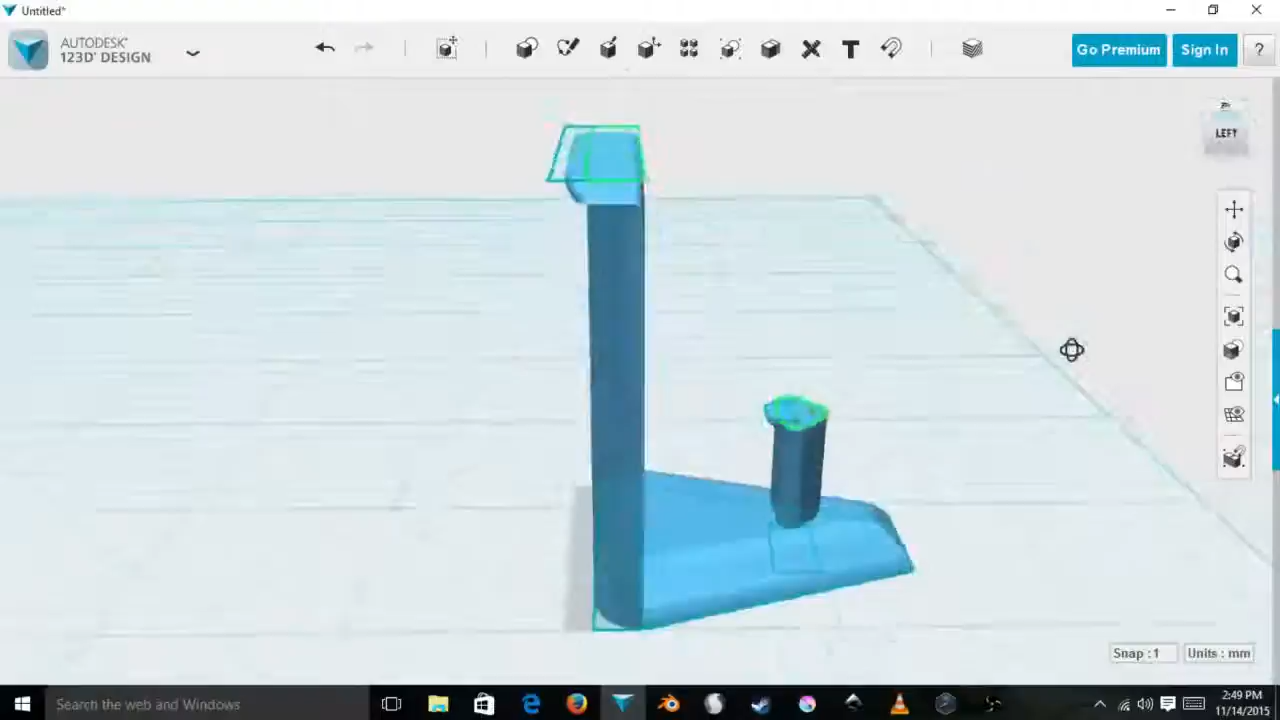 Untitled*
AUTODESK®
123D® DESIGN
Go Premium
Sign In
?
LEFT
Snap : 1
Units : mm
Search the web and Windows
2:49 PM
11/14/2015